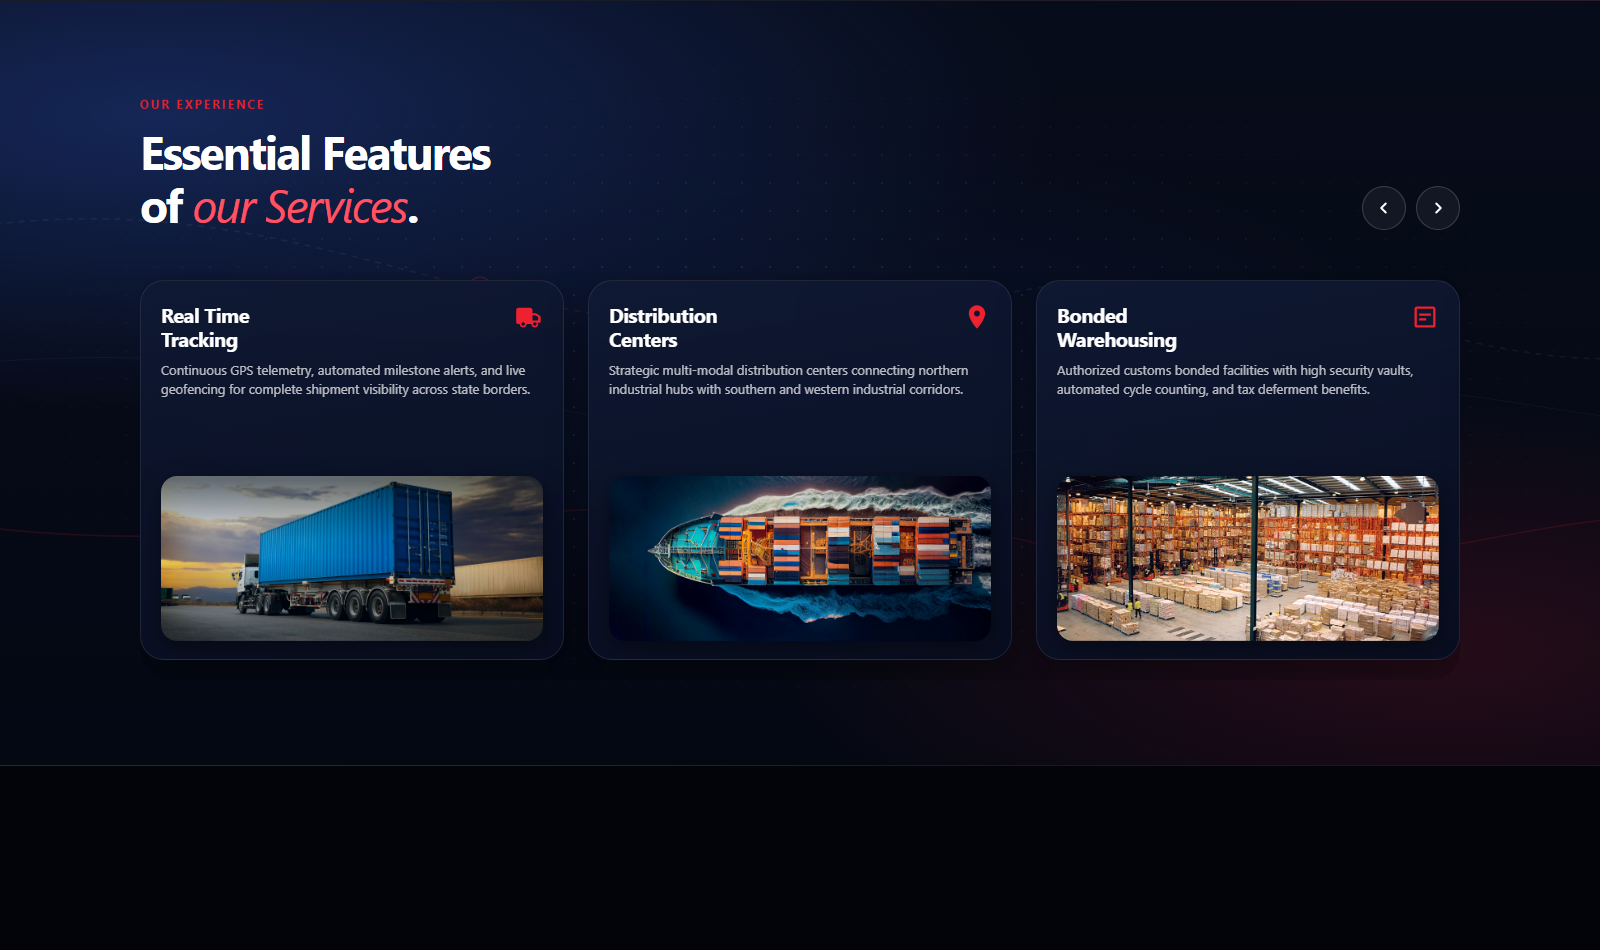 OUR EXPERIENCE
Essential Features
of our Services.
Real Time
Tracking
Continuous GPS telemetry, automated milestone alerts, and live
geofencing for complete shipment visibility across state borders.
Distribution
Centers
Strategic multi-modal distribution centers connecting northern
industrial hubs with southern and western industrial corridors.
Bonded
Warehousing
Authorized customs bonded facilities with high security vaults,
automated cycle counting, and tax deferment benefits.